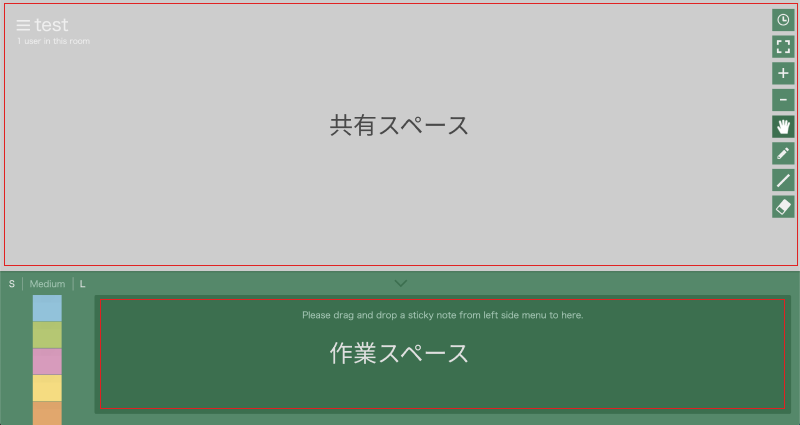 test
1 user in this room
共有スペース
S | Medium | L
Please drag and drop a sticky note from left side menu to here.
作業スペース